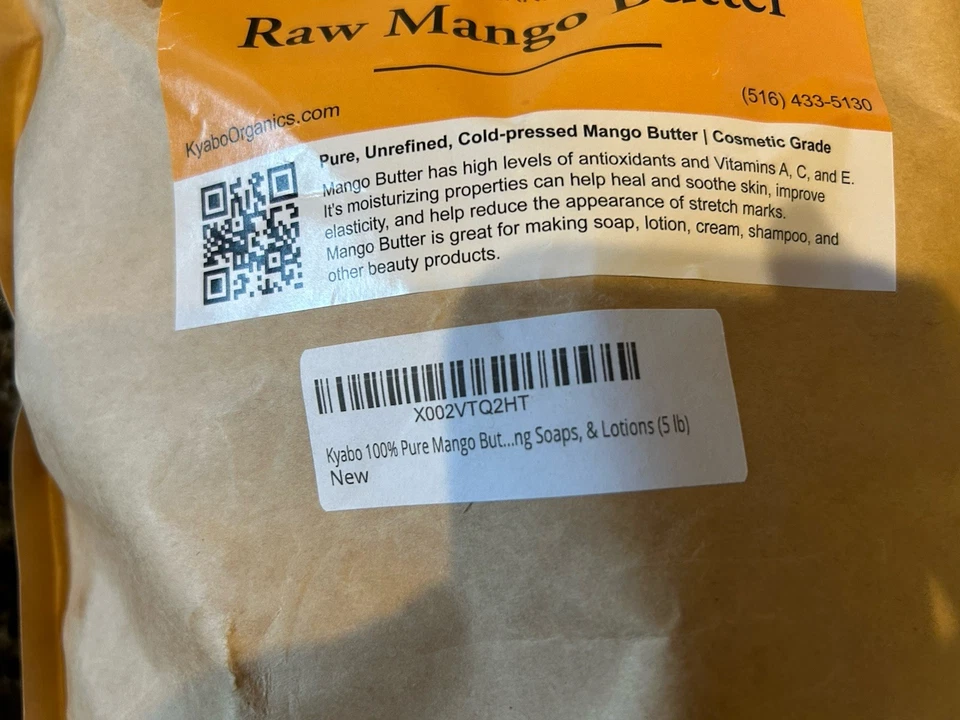 Raw Mango Butter
(516) 433-5130
KyaboOrganics.com
Pure, Unrefined, Cold-pressed Mango Butter | Cosmetic Grade
Mango Butter has high levels of antioxidants and Vitamins A, C, and E.
It's moisturizing properties can help heal and soothe skin, improve
elasticity, and help reduce the appearance of stretch marks.
Mango Butter is great for making soap, lotion, cream, shampoo, and
other beauty products.
X002VTQ2HT
Kyabo 100% Pure Mango But...ng Soaps, & Lotions (5 lb)
New